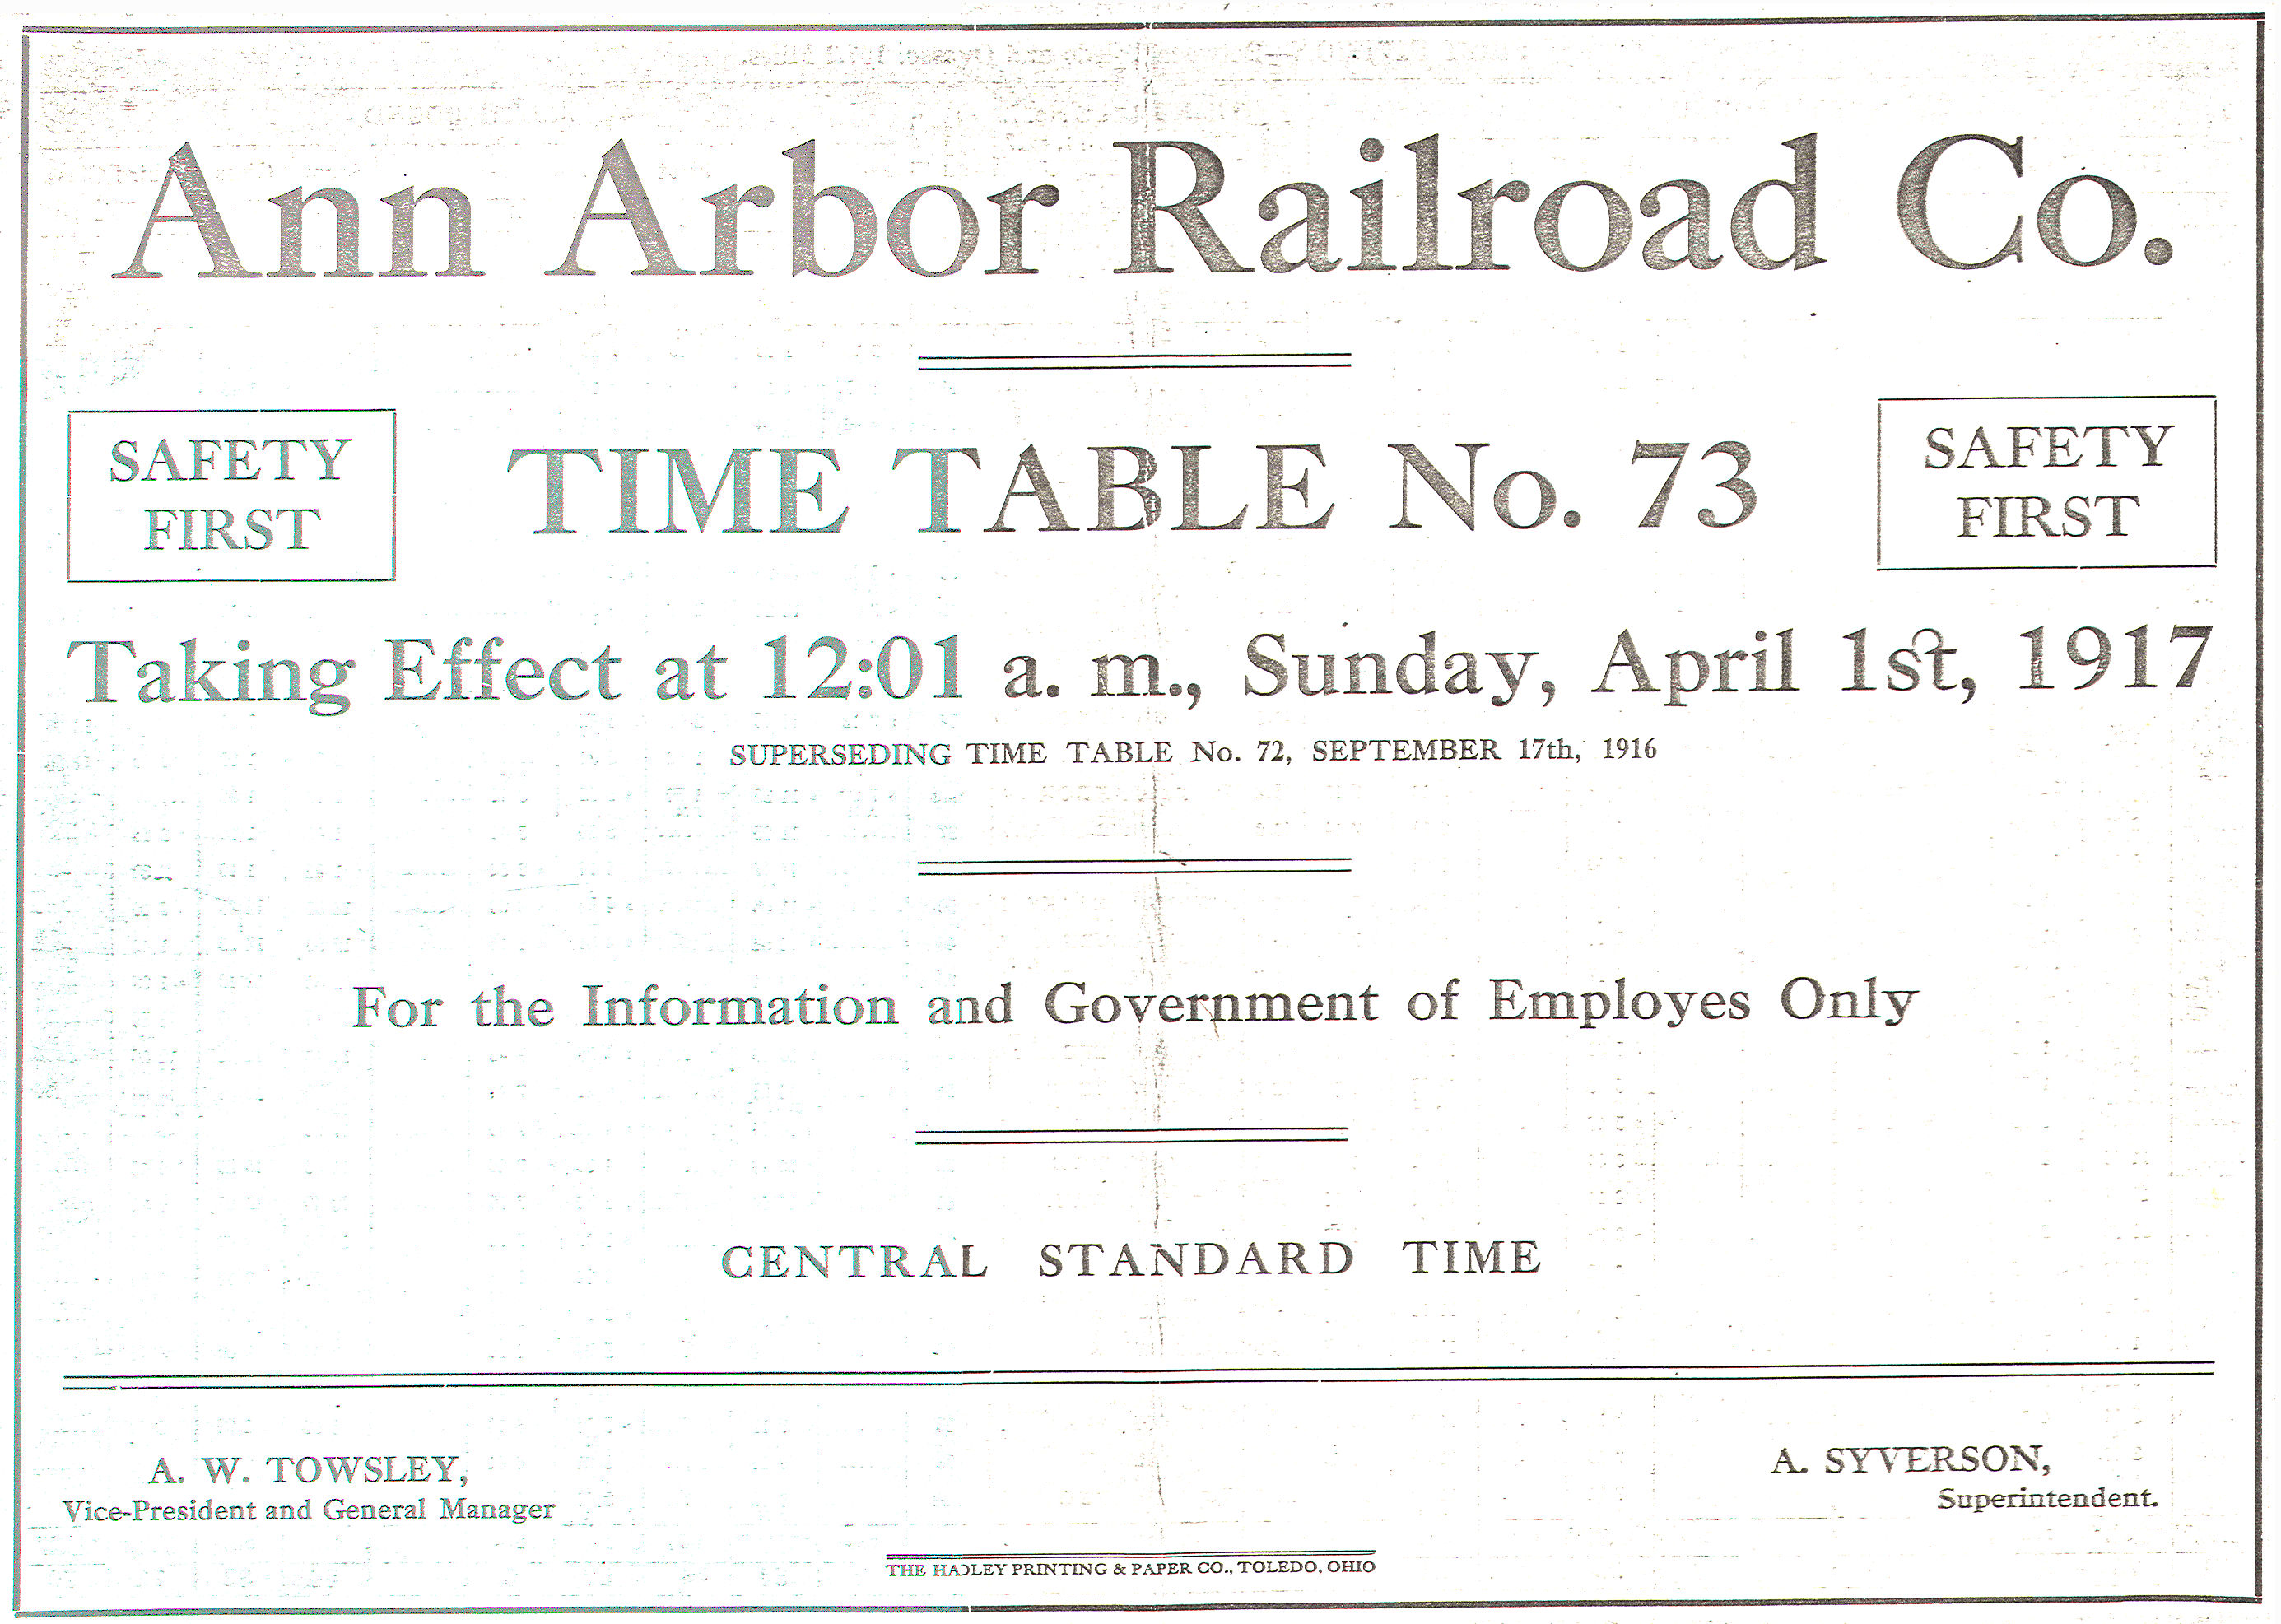 Ann Arbor Railroad Co.
SAFETY
FIRST
TIME TABLE No. 73
SAFETY
FIRST
Taking Effect at 12:01 a. m., Sunday, April 1st, 1917
SUPERSEDING TIME TABLE No. 72, SEPTEMBER 17th, 1916
For the Information and Government of Employes Only
CENTRAL STANDARD TIME
A. W. TOWSLEY,
Vice-President and General Manager
A. SYVERSON,
Superintendent.
THE HADLEY PRINTING & PAPER CO., TOLEDO, OHIO